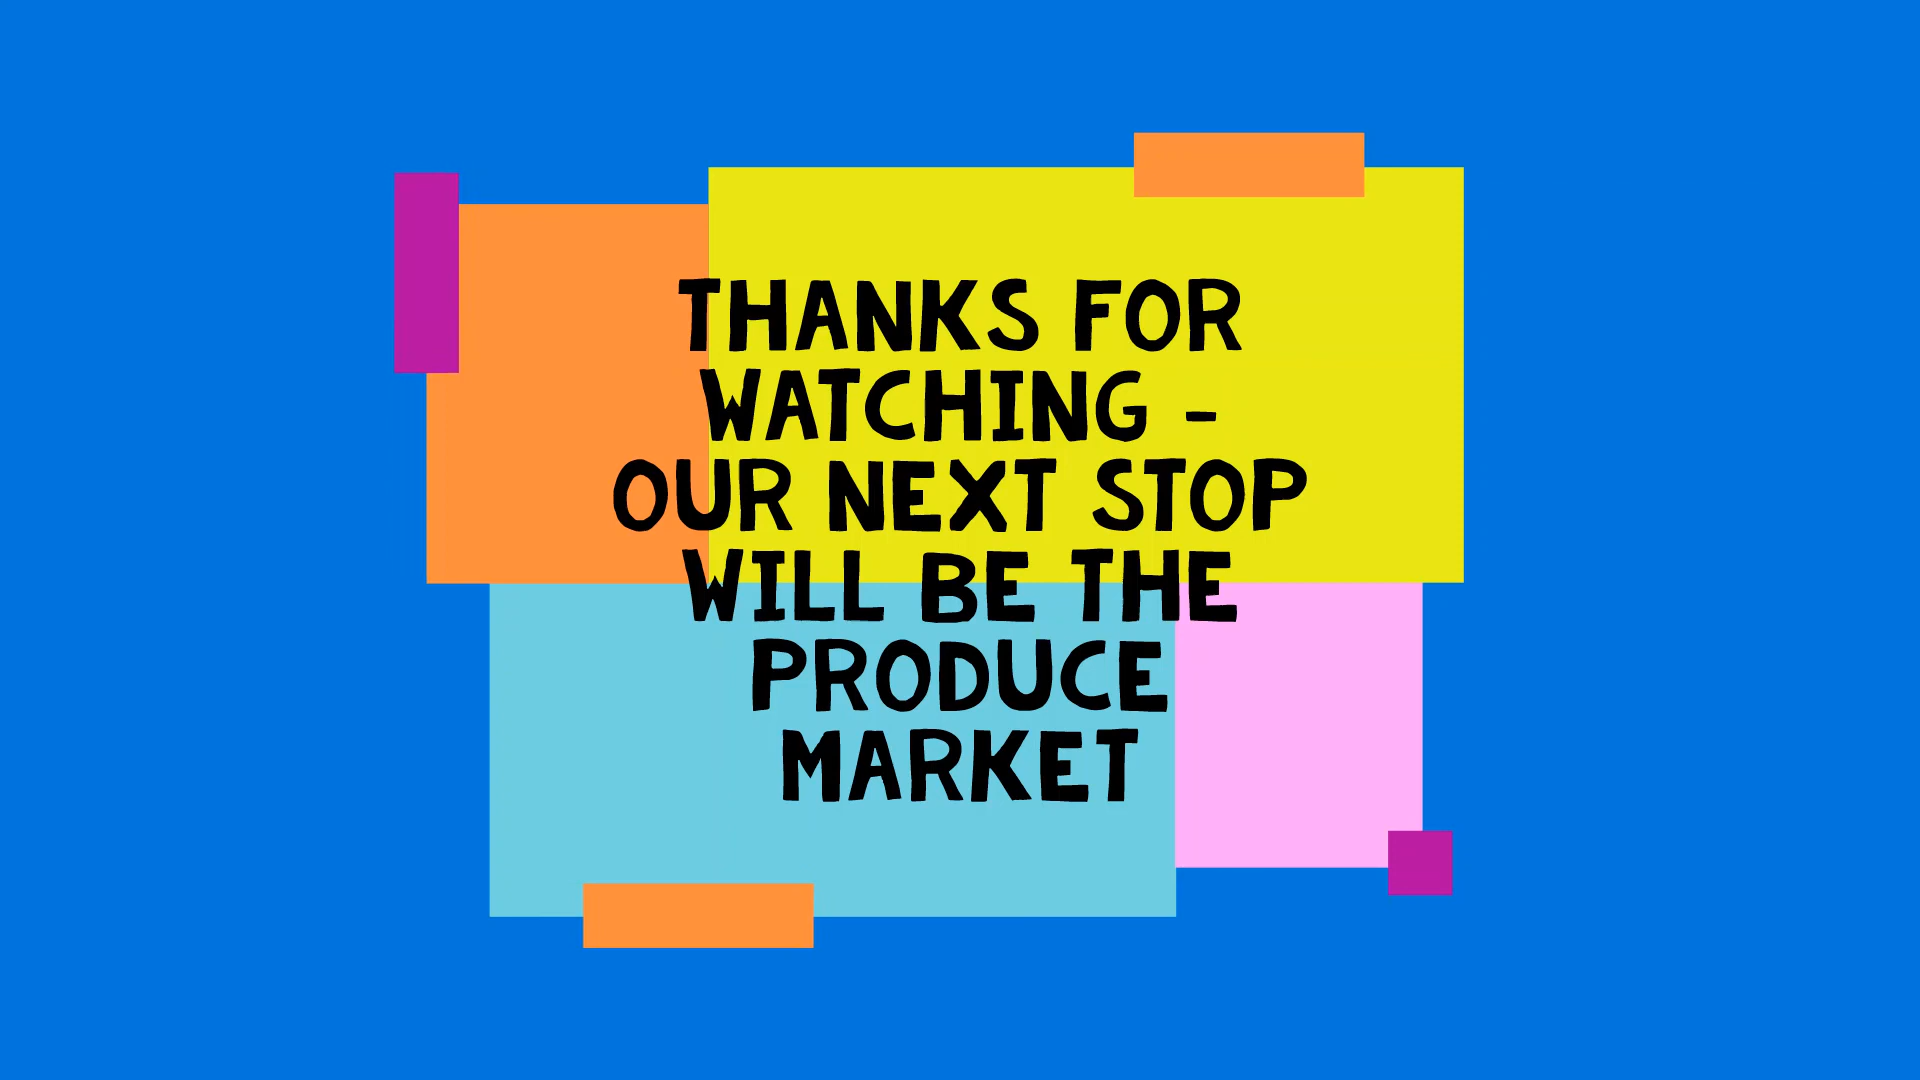 THANKS FOR
WATCHING -
OUR NEXT STOP
WILL BE THE
PRODUCE
MARKET